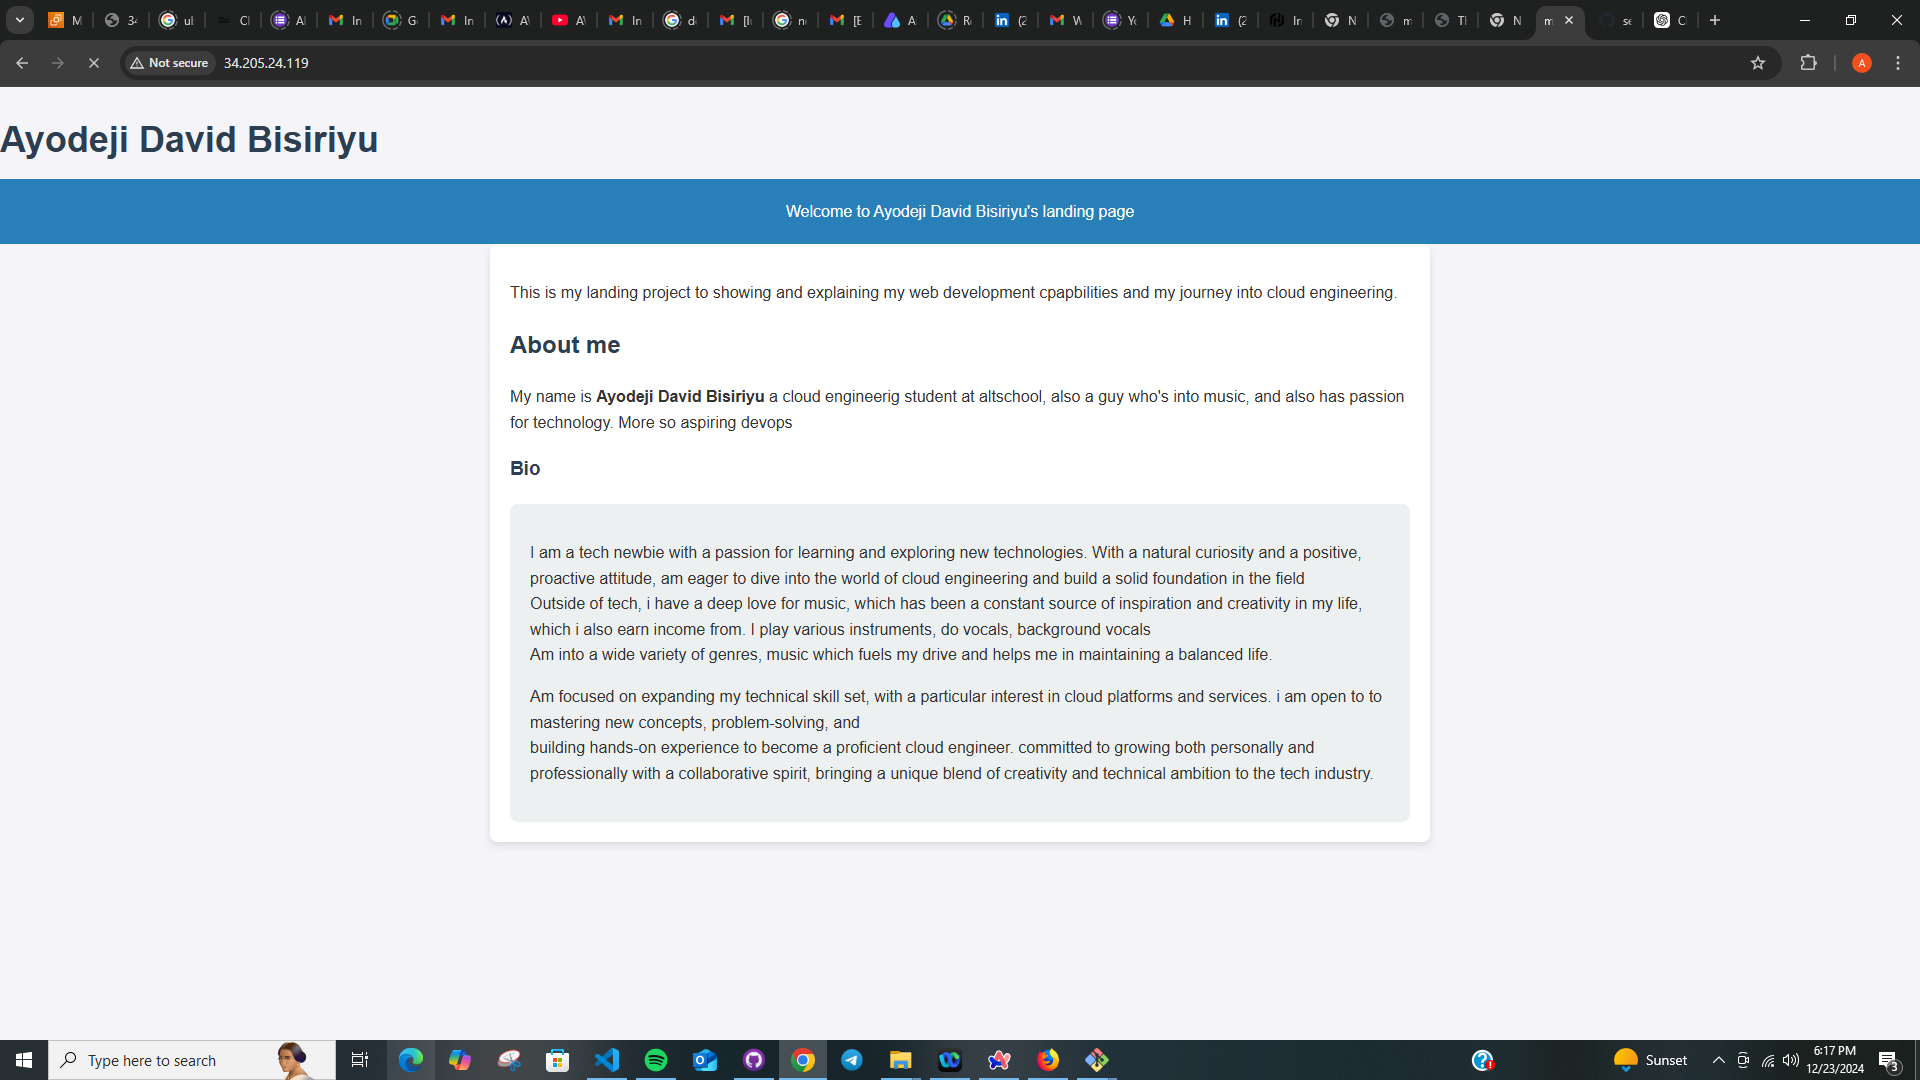 Not secure
34.205.24.119
A
Ayodeji David Bisiriyu
Welcome to Ayodeji David Bisiriyu's landing page
This is my landing project to showing and explaining my web development cpapbilities and my journey into cloud engineering.
About me
My name is Ayodeji David Bisiriyu a cloud engineerig student at altschool, also a guy who's into music, and also has passion
for technology. More so aspiring devops
Bio
I am a tech newbie with a passion for learning and exploring new technologies. With a natural curiosity and a positive,
proactive attitude, am eager to dive into the world of cloud engineering and build a solid foundation in the field
Outside of tech, i have a deep love for music, which has been a constant source of inspiration and creativity in my life,
which i also earn income from. I play various instruments, do vocals, background vocals
Am into a wide variety of genres, music which fuels my drive and helps me in maintaining a balanced life.
Am focused on expanding my technical skill set, with a particular interest in cloud platforms and services. i am open to to
mastering new concepts, problem-solving, and
building hands-on experience to become a proficient cloud engineer. committed to growing both personally and
professionally with a collaborative spirit, bringing a unique blend of creativity and technical ambition to the tech industry.
Type here to search
Sunset
6:17 PM
12/23/2024
3